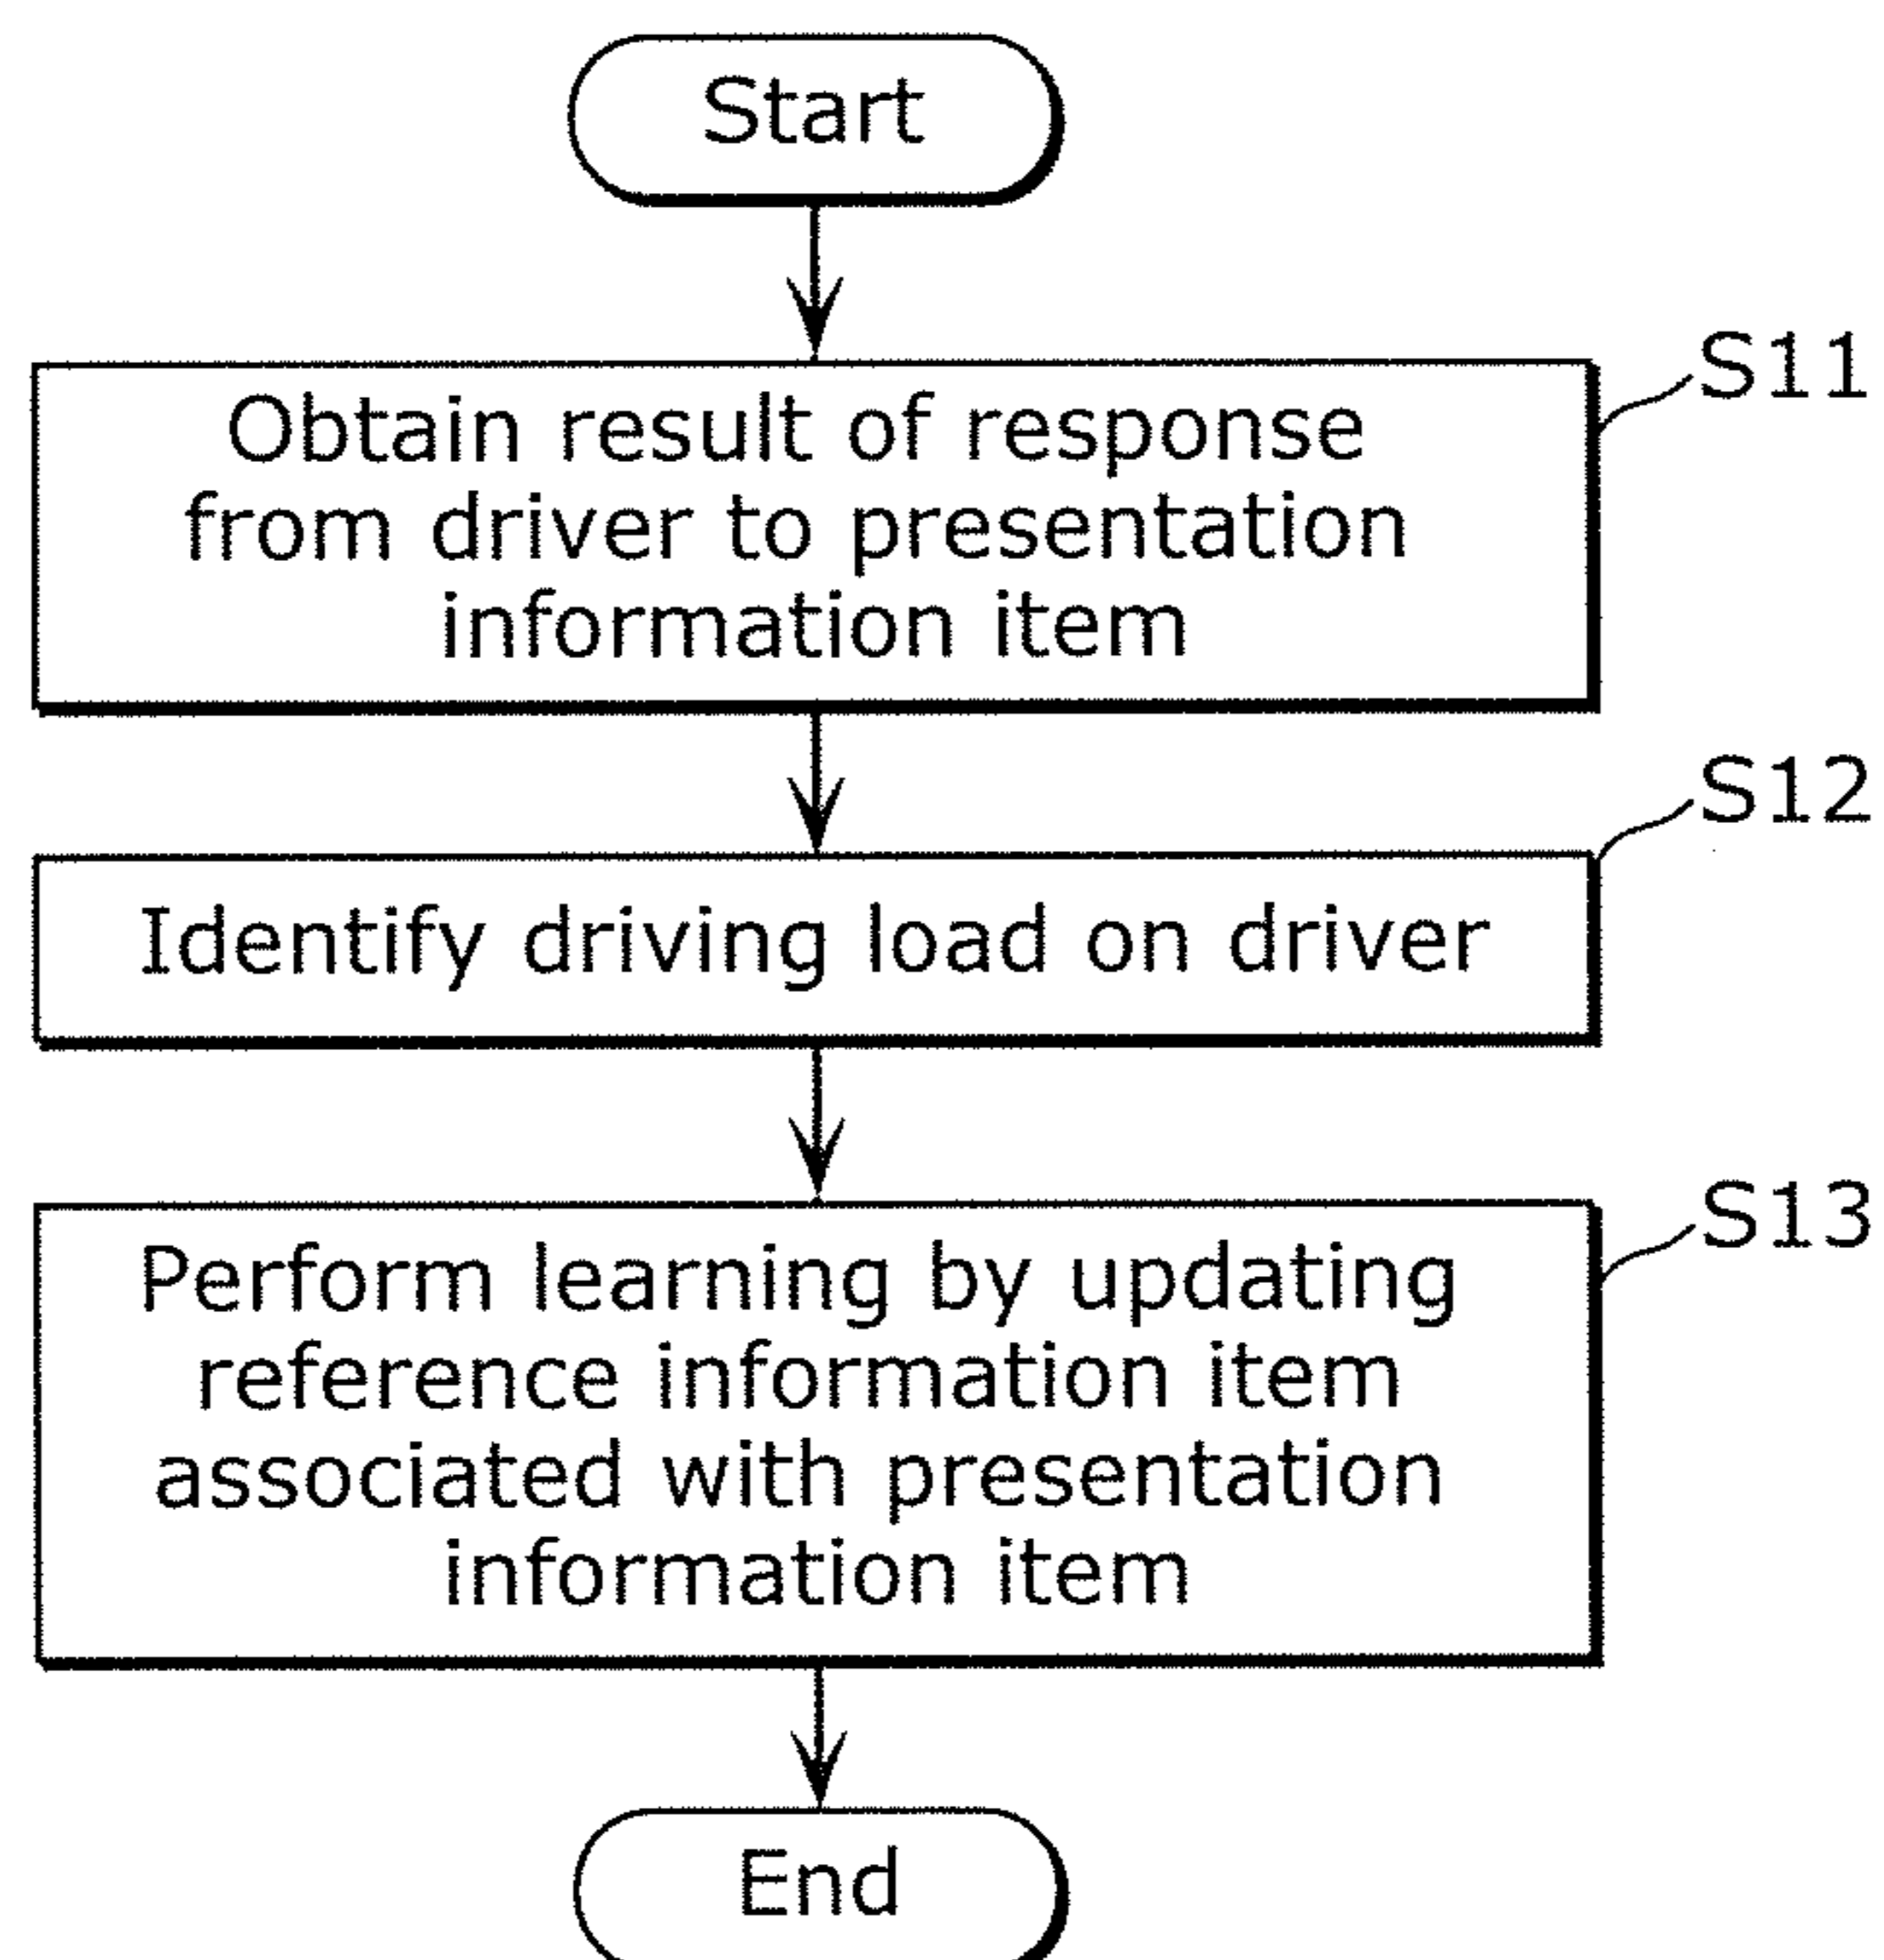 Start
S11
Obtain result of response
from driver to presentation
information item
S12
Identify driving load on driver
S13
Perform learning by updating
reference information item
associated with presentation
information item
End